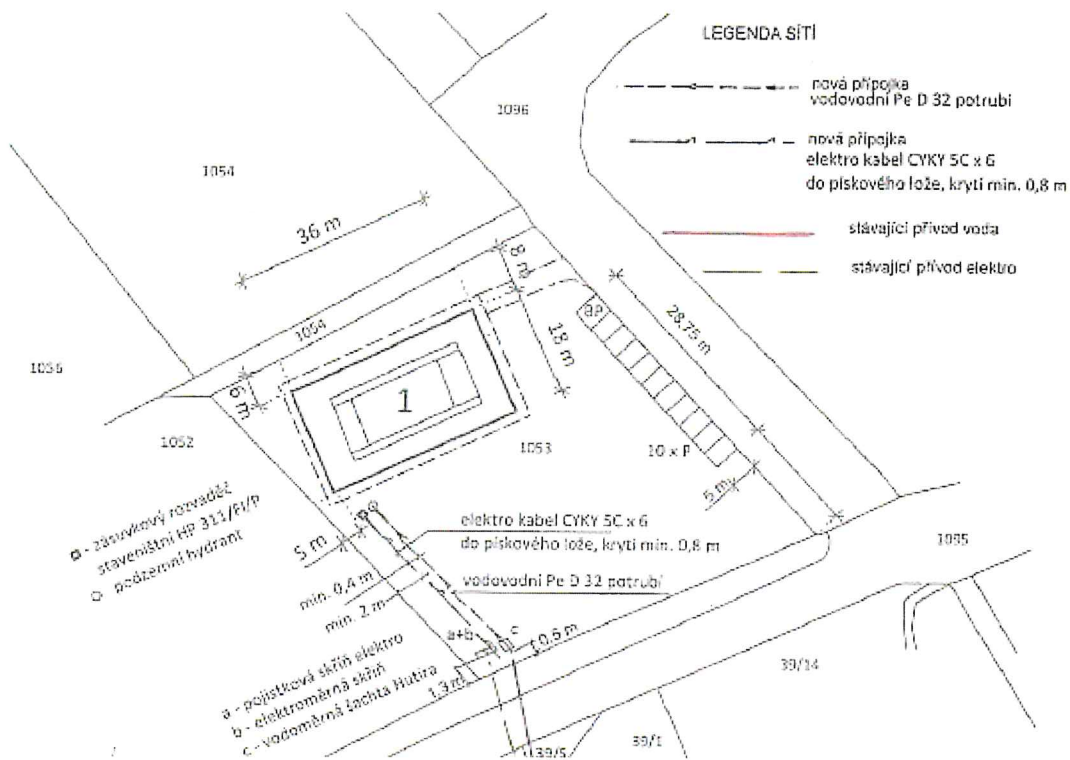 LEGENDA SÍTÍ
nová přípojka
vodovodní Pe D 32 potrubí
nová přípojka
elektro kabel CYKY 5C x 6
do pískového lože, krytí min. 0,8 m
stávající přívod voda
stávající přívod elektro
1096
1054
36 m
8 m
28,75 m
1054
18 m
1056
6 m
1
1052
1053
10 x P
5 m
- zásuvkový rozvaděč
staveništní HP 311/FI/P
- podzemní hydrant
5 m
elektro kabel CYKY 5C x 6
do pískového lože, krytí min. 0,8 m
1095
min. 0,4 m
vodovodní Pe D 32 potrubí
min. 2 m
a+b
c
0,6 m
1,3 m
39/14
a - pojistková skříň elektro
b - elektroměrná skříň
c - vodoměrná šachta Hutira
39/5
39/1